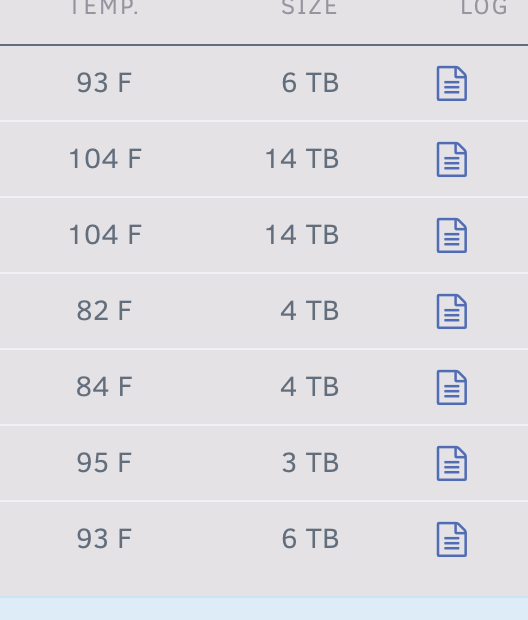 TEMP. SIZE LOG
93 F 6 TB
104 F 14 TB
104 F 14 TB
82 F 4 TB
84 F 4 TB
95 F 3 TB
93 F 6 TB